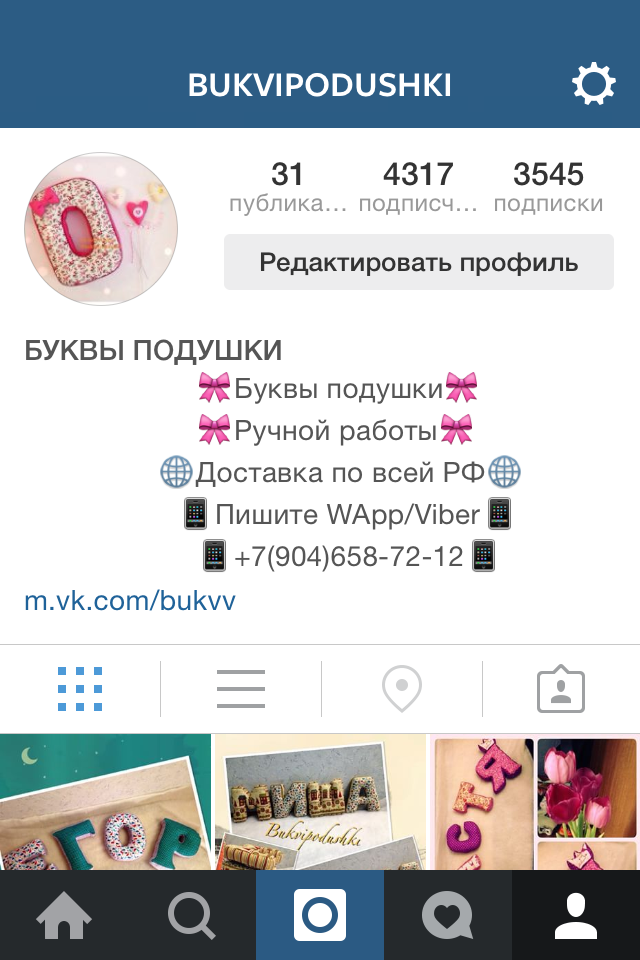 BUKVIPODUSHKI
31 4317 3545
публика... подписч... подписки
Редактировать профиль
БУКВЫ ПОДУШКИ
🎀Буквы подушки🎀
🎀Ручной работы🎀
🌐Доставка по всей РФ🌐
📱Пишите WApp/Viber📱
📱+7(904)658-72-12📱
m.vk.com/bukvv
ЕГОР
Bukvipodushki